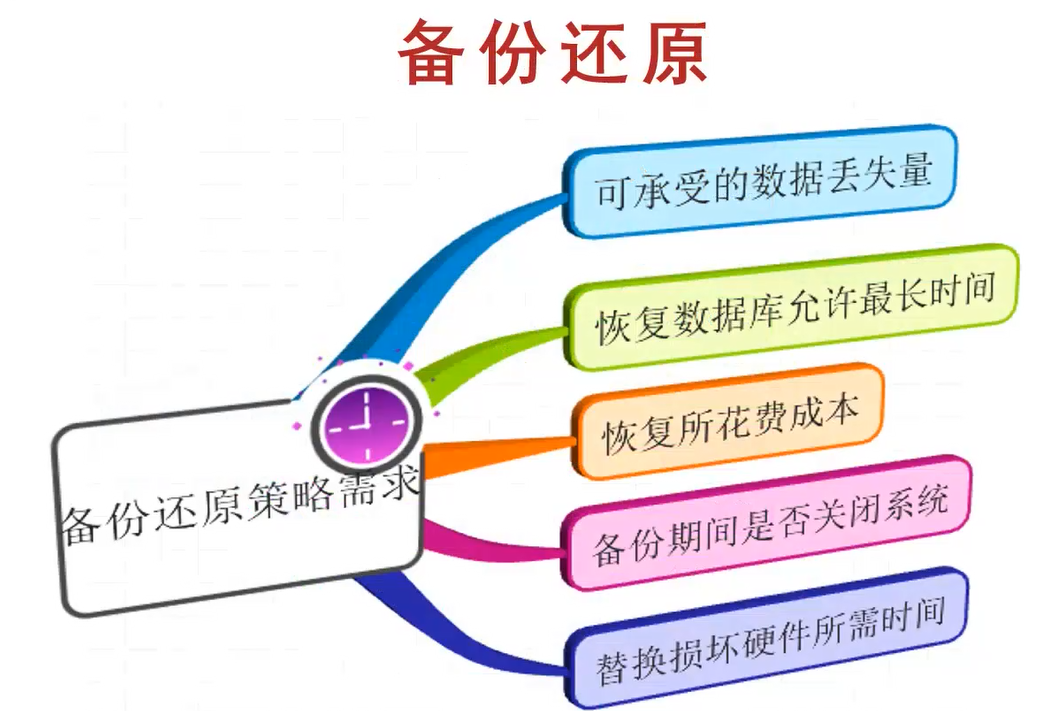 备份还原
可承受的数据丢失量
恢复数据库允许最长时间
恢复所花费成本
备份还原策略需求
备份期间是否关闭系统
替换损坏硬件所需时间